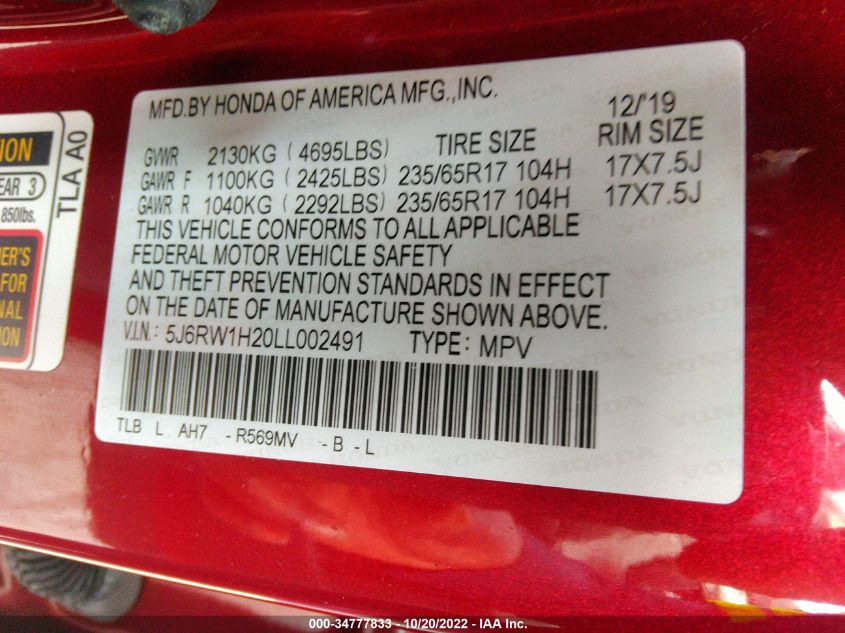 MFD.BY HONDA OF AMERICA MFG.,INC. 12/'19
GVWR 2130KG (4695LBS) TIRE SIZE RIM SIZE
GAWR F 1100KG (2425LBS) 235/65R17 104H 17X7.5J
GAWR R 1040KG (2292LBS) 235/65R17 104H 17X7.5J
THIS VEHICLE CONFORMS TO ALL APPLICABLE
FEDERAL MOTOR VEHICLE SAFETY
AND THEFT PREVENTION STANDARDS IN EFFECT
ON THE DATE OF MANUFACTURE SHOWN ABOVE.
V.I.N.: 5J6RW1H20LL002491 TYPE: MPV
TLB L AH7 -R569MV -B -L
TLA A0
EAR 3
850lbs.
FOR
000-34777833 - 10/20/2022 - IAA Inc.